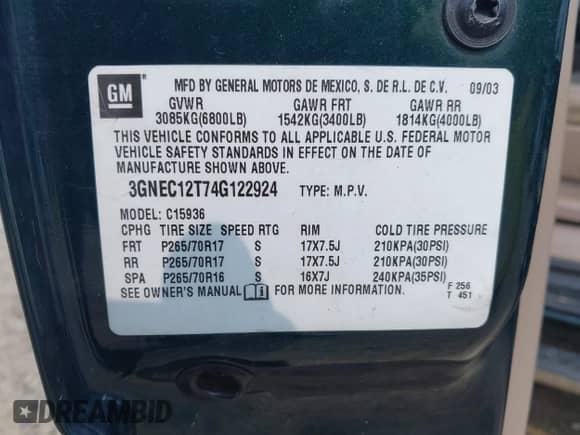 GM
MFD BY GENERAL MOTORS DE MEXICO, S. DE R.L. DE C.V. 09/03
GVWR GAWR FRT GAWR RR
3085KG(6800LB) 1542KG(3400LB) 1814KG(4000LB)
THIS VEHICLE CONFORMS TO ALL APPLICABLE U.S. FEDERAL MOTOR
VEHICLE SAFETY STANDARDS IN EFFECT ON THE DATE OF
MANUFACTURE SHOWN ABOVE.
3GNEC12T74G122924 TYPE: M.P.V.
MODEL: C15936
CPHG TIRE SIZE SPEED RTG RIM COLD TIRE PRESSURE
FRT P265/70R17 S 17X7.5J 210KPA(30PSI)
RR P265/70R17 S 17X7.5J 210KPA(30PSI)
SPA P265/70R16 S 16X7J 240KPA(35PSI)
SEE OWNER'S MANUAL FOR MORE INFORMATION.
F 256
T 451
DREAMBID